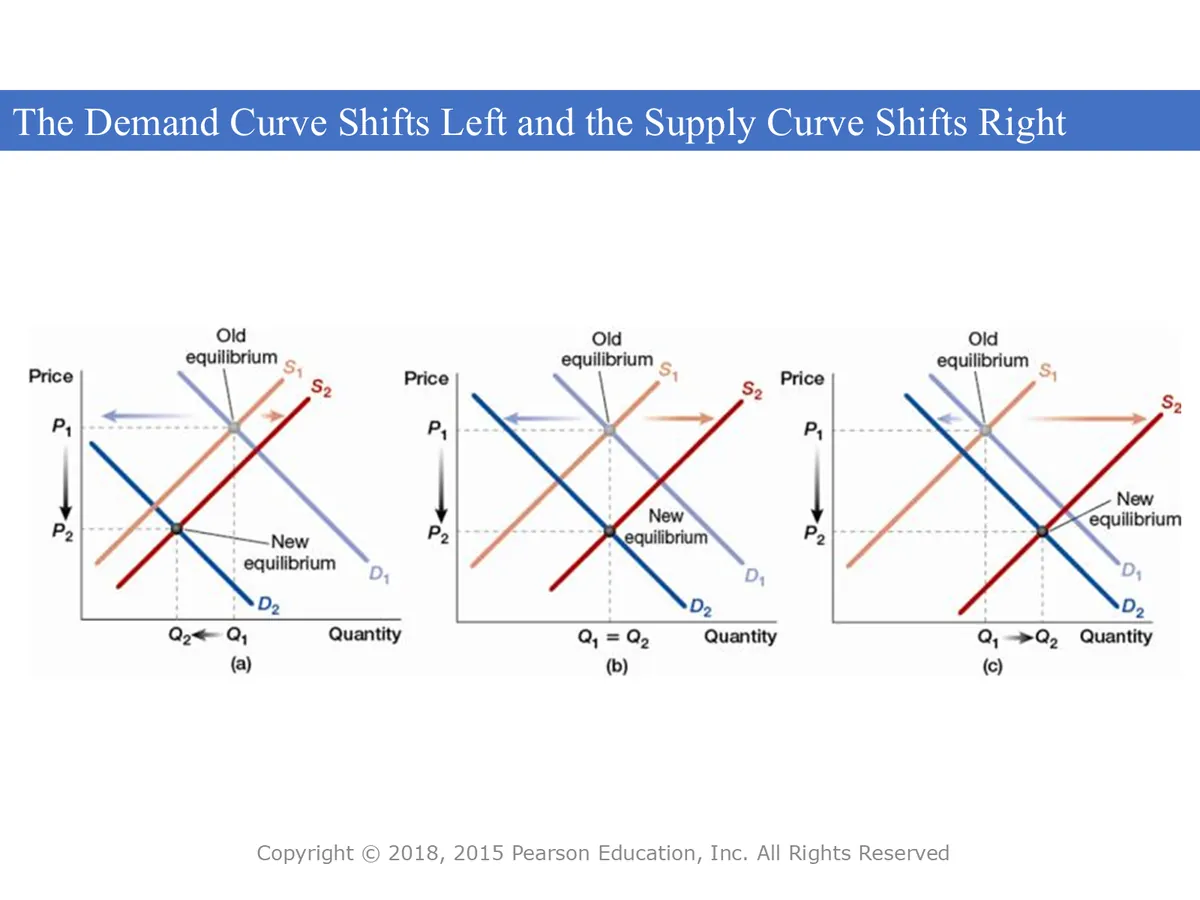 The Demand Curve Shifts Left and the Supply Curve Shifts Right
Old
equilibrium
S1
S2
Price
P1
P2
New
equilibrium
D1
D2
Q2 Q1 Quantity
(a)
Old
equilibrium
S1
S2
Price
P1
P2
New
equilibrium
D1
D2
Q1 = Q2 Quantity
(b)
Old
equilibrium
S1
S2
Price
P1
P2
New
equilibrium
D1
D2
Q1 Q2 Quantity
(c)
Copyright © 2018, 2015 Pearson Education, Inc. All Rights Reserved